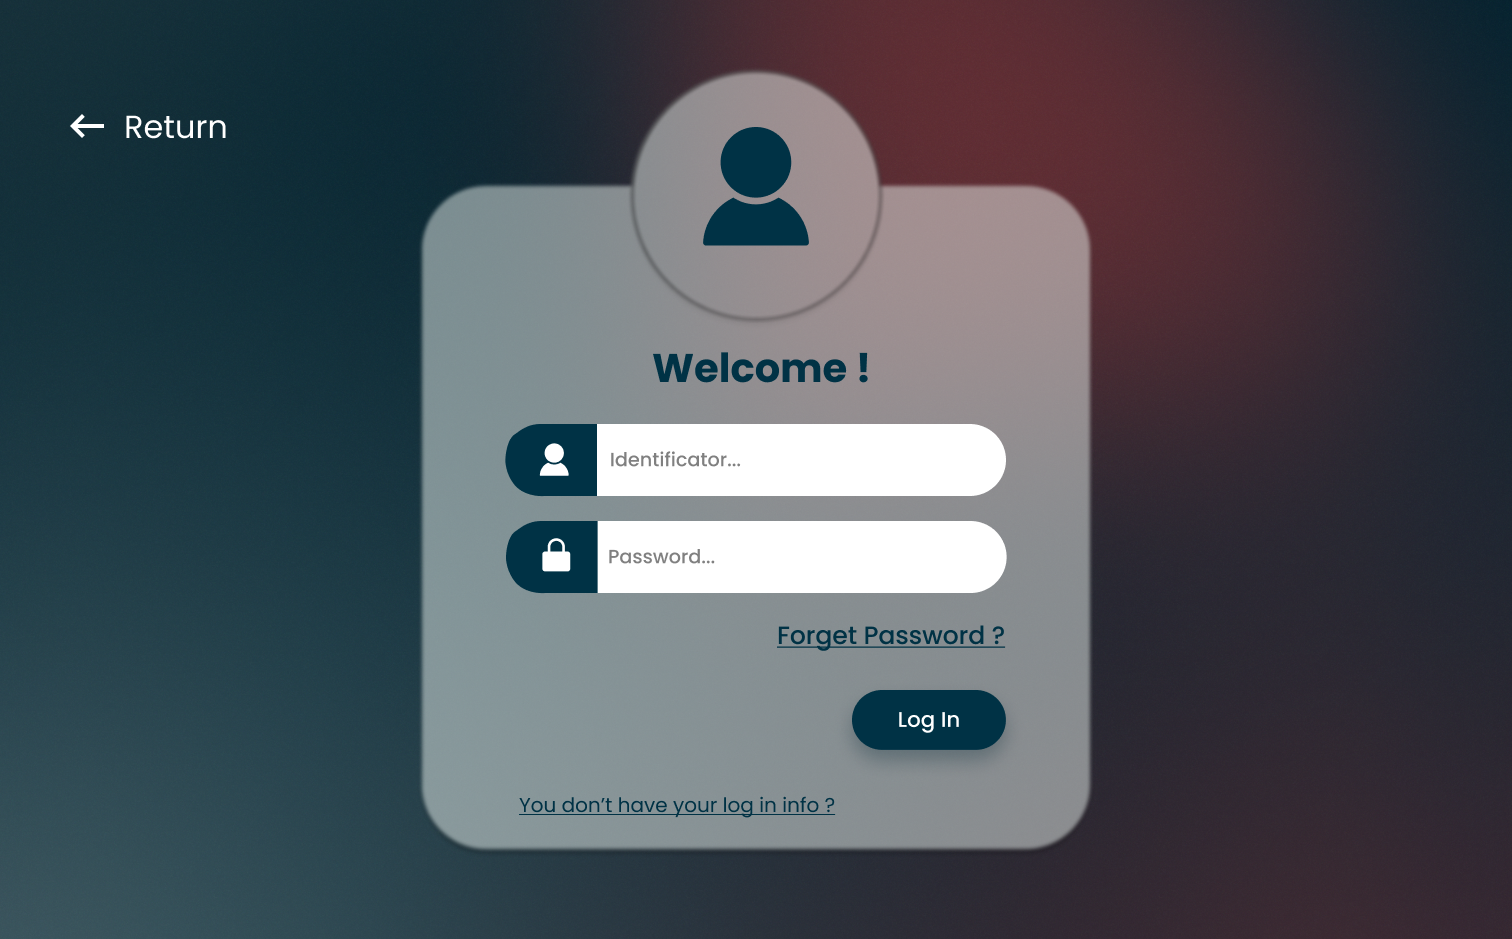 Return
Welcome !
Identificator...
Password...
Forget Password ?
Log In
You don’t have your log in info ?